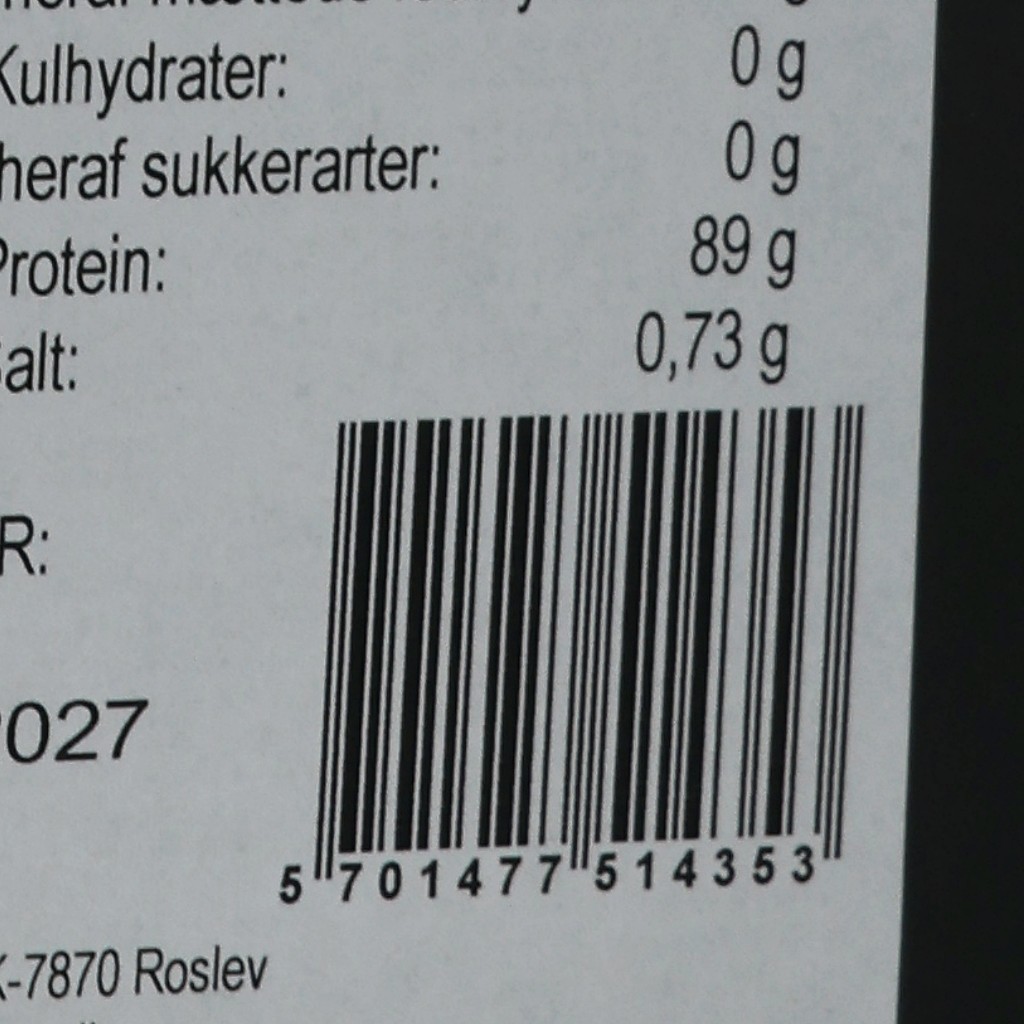 Kulhydrater: 0 g
heraf sukkerarter: 0 g
Protein: 89 g
alt: 0,73 g
R:
027
5 701477 514353
-7870 Roslev